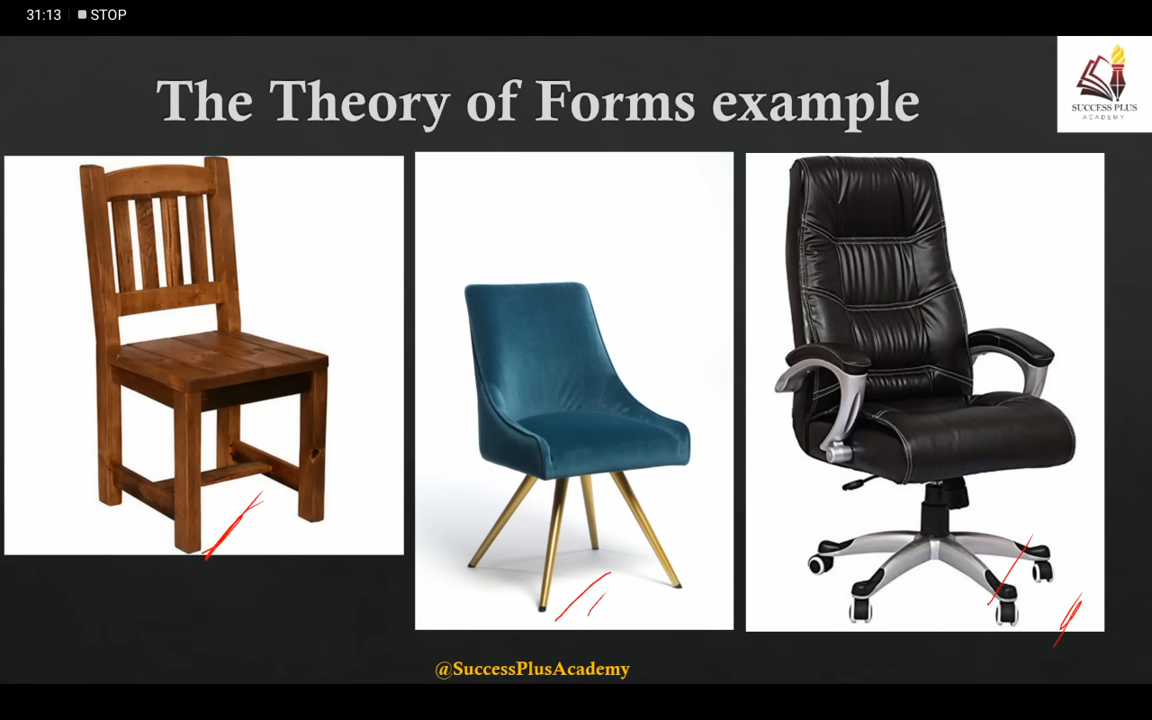 31:13 STOP
The Theory of Forms example
SUCCESS PLUS
ACADEMY
@SuccessPlusAcademy